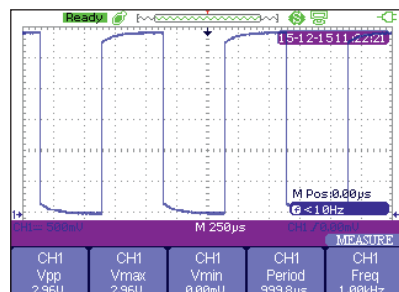 Ready
15-12-15 11:22:21
M Pos:0.00μs
f <10Hz
1
CH1= 500mV M 250μs CH1 / 0.00mV
MEASURE
CH1 CH1 CH1 CH1 CH1
Vpp Vmax Vmin Period Freq
2.96V 2.96V 0.00mV 999.8μs 1.00kHz